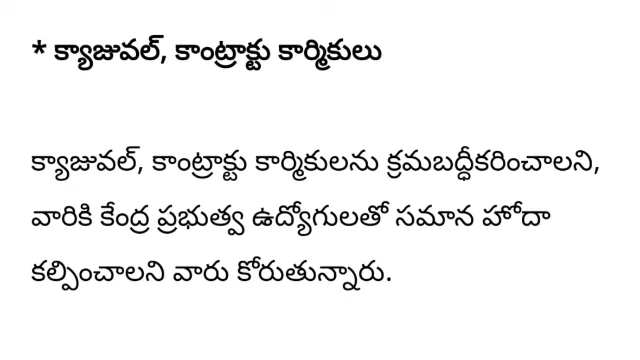 * క్యాజువల్, కాంట్రాక్టు కార్మికులు
క్యాజువల్, కాంట్రాక్టు కార్మికులను క్రమబద్ధీకరించాలని,
వారికి కేంద్ర ప్రభుత్వ ఉద్యోగులతో సమాన హోదా
కల్పించాలని వారు కోరుతున్నారు.